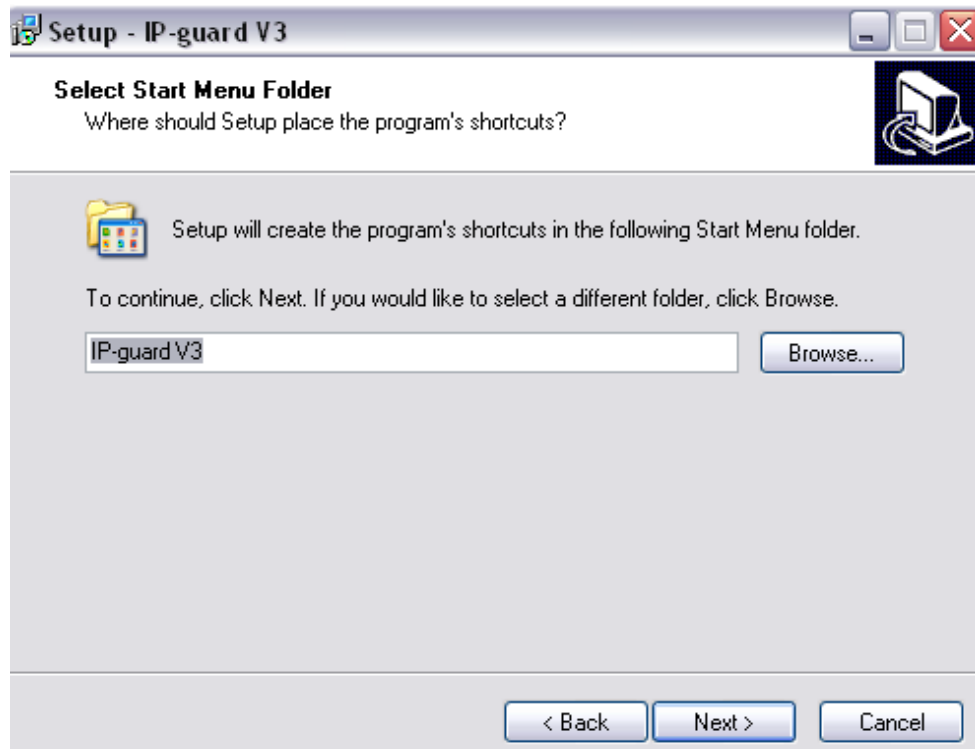 Setup - IP-guard V3
Select Start Menu Folder
Where should Setup place the program's shortcuts?
Setup will create the program's shortcuts in the following Start Menu folder.
To continue, click Next. If you would like to select a different folder, click Browse.
IP-guard V3
Browse...
< Back
Next >
Cancel